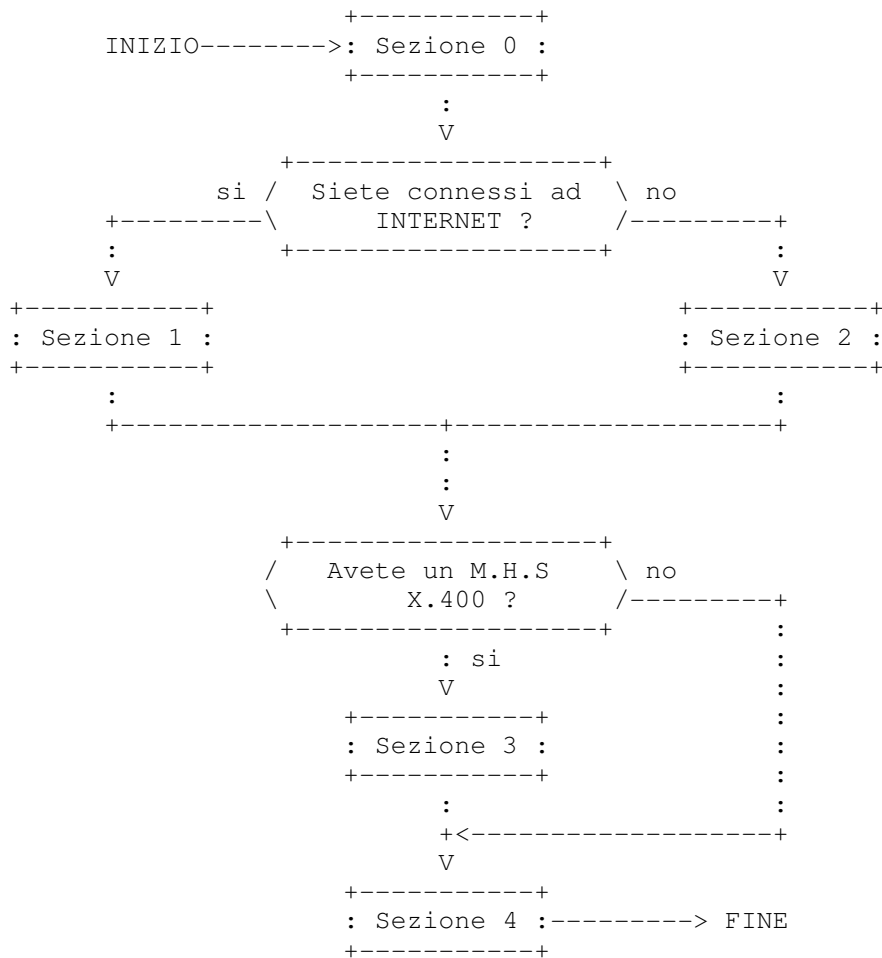 INIZIO-------->: Sezione 0 :
si / Siete connessi ad \ no
INTERNET ?
: Sezione 1 : : Sezione 2 :
/ Avete un M.H.S \ no
X.400 ?
: si
: Sezione 3 :
: Sezione 4 :---------> FINE